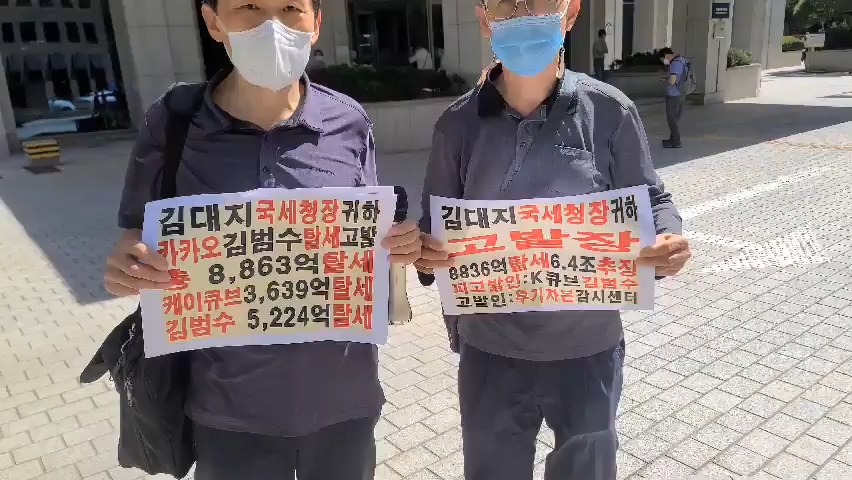 김대지국세청장귀하
카카오김범수탈세고발
총 8,863억탈세
케이큐브3,639억탈세
김범수 5,224억탈세
김대지국세청장귀하
고발장
8836억탈세6.4조추징
피고발인:K큐브김범수
고발인:투기자본감시센터